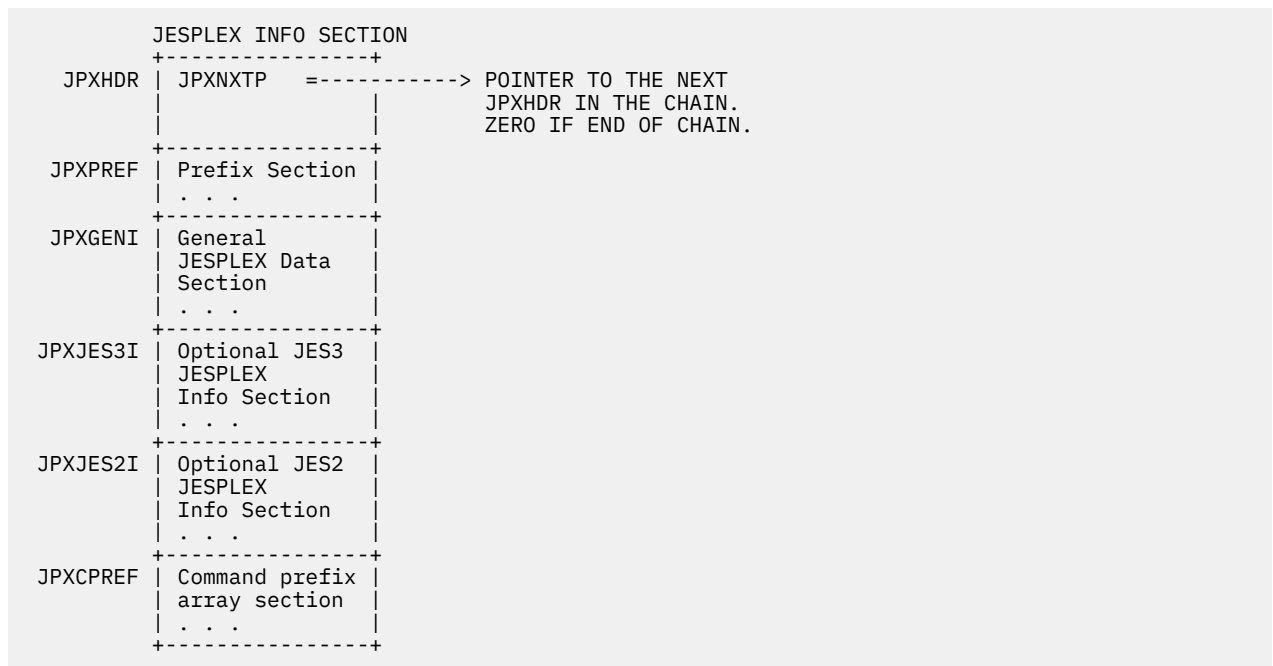 JESPLEX INFO SECTION
+-----------------+
JPXHDR | JPXNXTP =-----------> POINTER TO THE NEXT
| | JPXHDR IN THE CHAIN.
| | ZERO IF END OF CHAIN.
+-----------------+
JPXPREF | Prefix Section |
| . . . |
+-----------------+
JPXGENI | General |
| JESPLEX Data |
| Section |
| . . . |
+-----------------+
JPXJES3I | Optional JES3 |
| JESPLEX |
| Info Section |
| . . . |
+-----------------+
JPXJES2I | Optional JES2 |
| JESPLEX |
| Info Section |
| . . . |
+-----------------+
JPXCPREF | Command prefix |
| array section |
| . . . |
+-----------------+